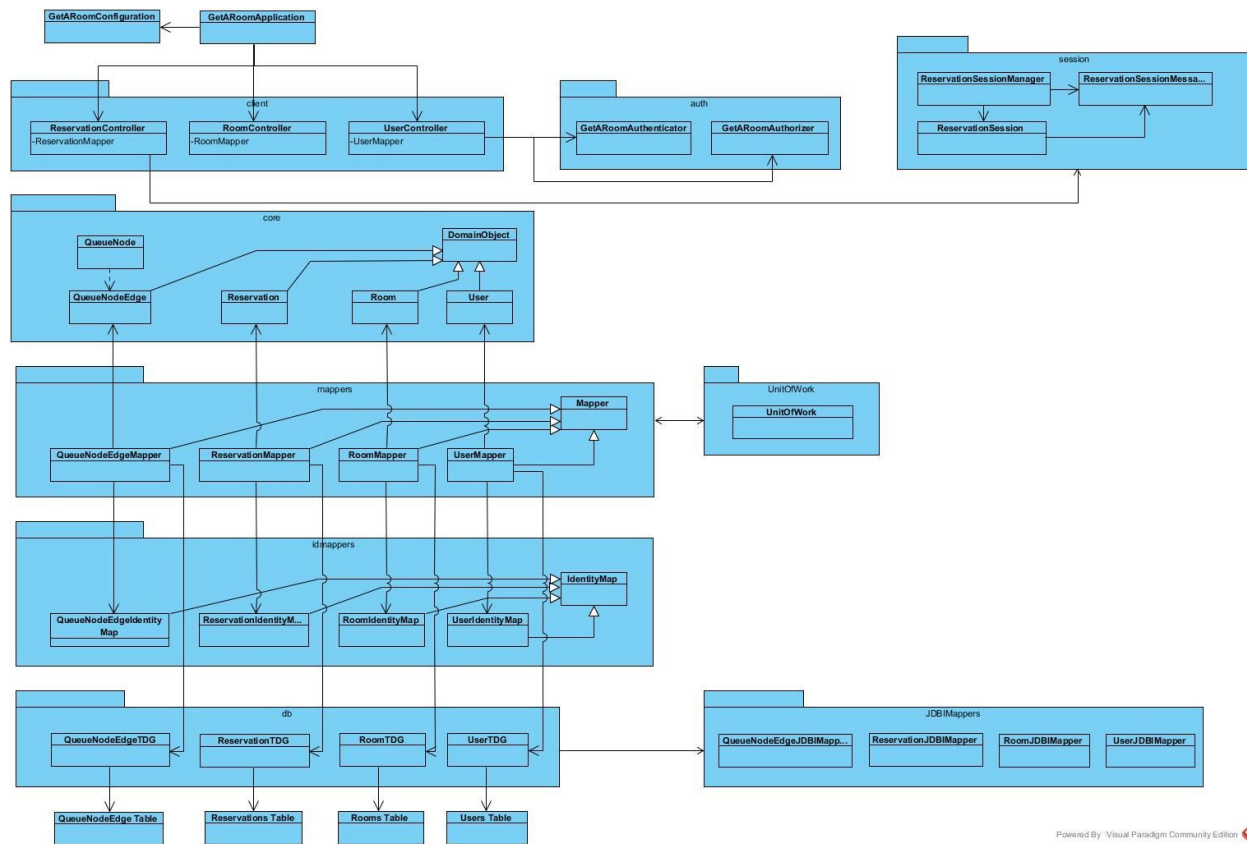 GetARoomConfiguration
GetARoomApplication
session
ReservationSessionManager
ReservationSessionMessa...
ReservationSession
client
ReservationController
-ReservationMapper
RoomController
-RoomMapper
UserController
-UserMapper
auth
GetARoomAuthenticator
GetARoomAuthorizer
core
QueueNode
DomainObject
QueueNodeEdge
Reservation
Room
User
mappers
Mapper
QueueNodeEdgeMapper
ReservationMapper
RoomMapper
UserMapper
UnitOfWork
UnitOfWork
idmappers
IdentityMap
QueueNodeEdgeIdentity
Map
ReservationIdentityM...
RoomIdentityMap
UserIdentityMap
db
QueueNodeEdgeTDG
ReservationTDG
RoomTDG
UserTDG
JDBIMappers
QueueNodeEdgeJDBIMapp...
ReservationJDBIMapper
RoomJDBIMapper
UserJDBIMapper
QueueNodeEdge Table
Reservations Table
Rooms Table
Users Table
Powered By Visual Paradigm Community Edition